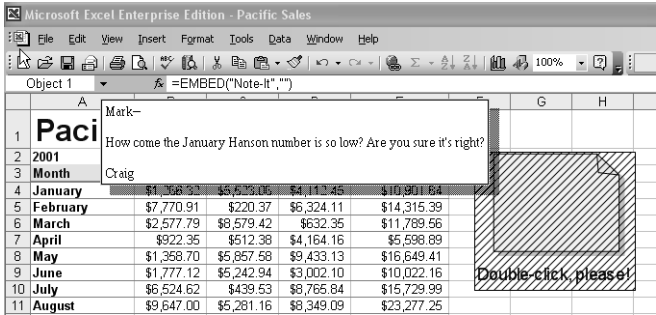 Microsoft Excel Enterprise Edition - Pacific Sales
File Edit View Insert Format Tools Data Window Help
100%
Object 1 fx =EMBED("Note-It","")
A G H
Mark--
How come the January Hanson number is so low? Are you sure it's right?
Craig
1 Paci
2 2001
3 Month
4 January $10,901.84
5 February $7,770.91 $220.37 $6,324.11 $14,315.39
6 March $2,577.79 $8,579.42 $632.35 $11,789.56
7 April $922.35 $512.38 $4,164.16 $5,598.89
8 May $1,358.70 $5,857.58 $9,433.13 $16,649.41
9 June $1,777.12 $5,242.94 $3,002.10 $10,022.16
10 July $6,524.62 $439.53 $8,765.84 $15,729.99
11 August $9,647.00 $5,281.16 $8,349.09 $23,277.25
Double-click, please!